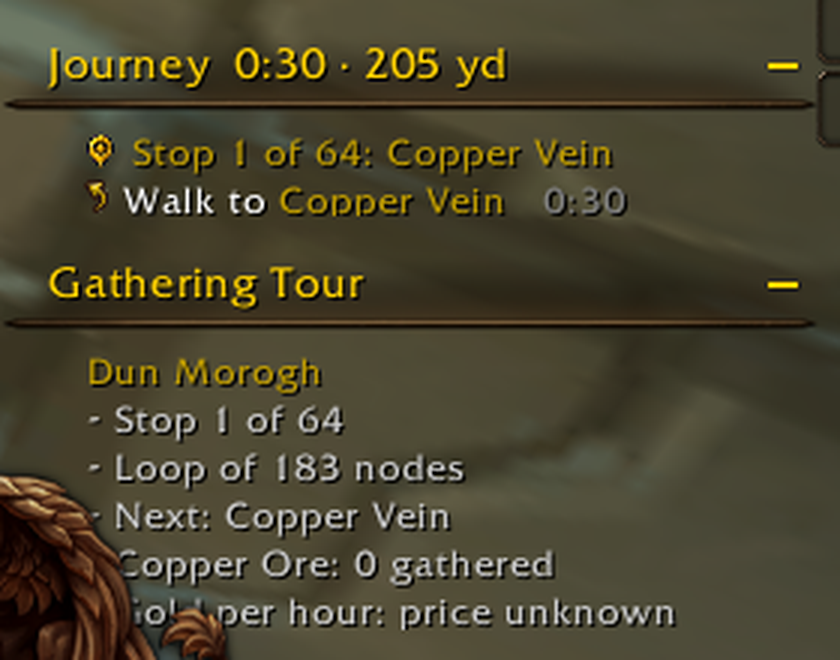 Journey 0:30 · 205 yd
Stop 1 of 64: Copper Vein
Walk to Copper Vein 0:30
Gathering Tour
Dun Morogh
- Stop 1 of 64
- Loop of 183 nodes
- Next: Copper Vein
Copper Ore: 0 gathered
Gold per hour: price unknown